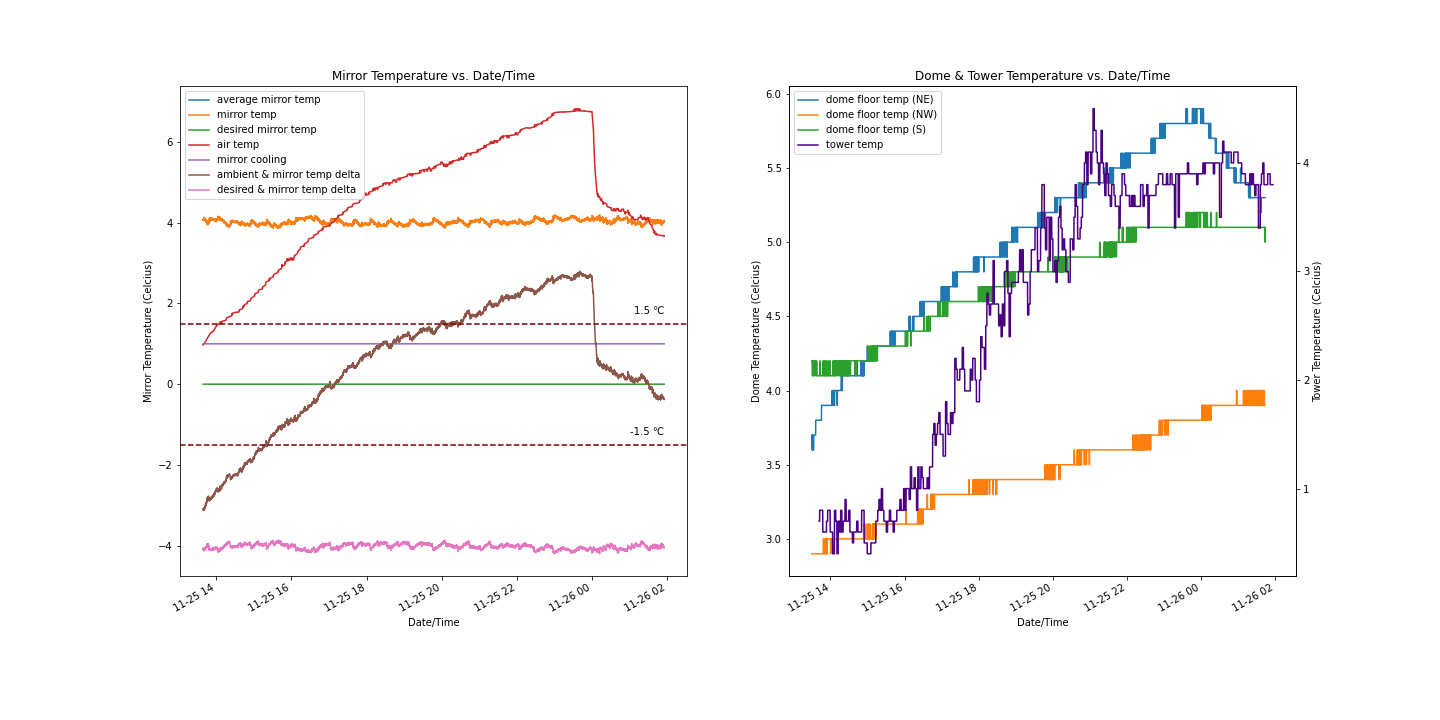 Mirror Temperature vs. Date/Time
average mirror temp
mirror temp
desired mirror temp
air temp
mirror cooling
ambient & mirror temp delta
desired & mirror temp delta
1.5 °C
-1.5 °C
6
4
2
0
−2
−4
Mirror Temperature (Celcius)
11-25 14
11-25 16
11-25 18
11-25 20
11-25 22
11-26 00
11-26 02
Date/Time
Dome & Tower Temperature vs. Date/Time
dome floor temp (NE)
dome floor temp (NW)
dome floor temp (S)
tower temp
6.0
5.5
5.0
4.5
4.0
3.5
3.0
Dome Temperature (Celcius)
4
3
2
1
Tower Temperature (Celcius)
11-25 14
11-25 16
11-25 18
11-25 20
11-25 22
11-26 00
11-26 02
Date/Time